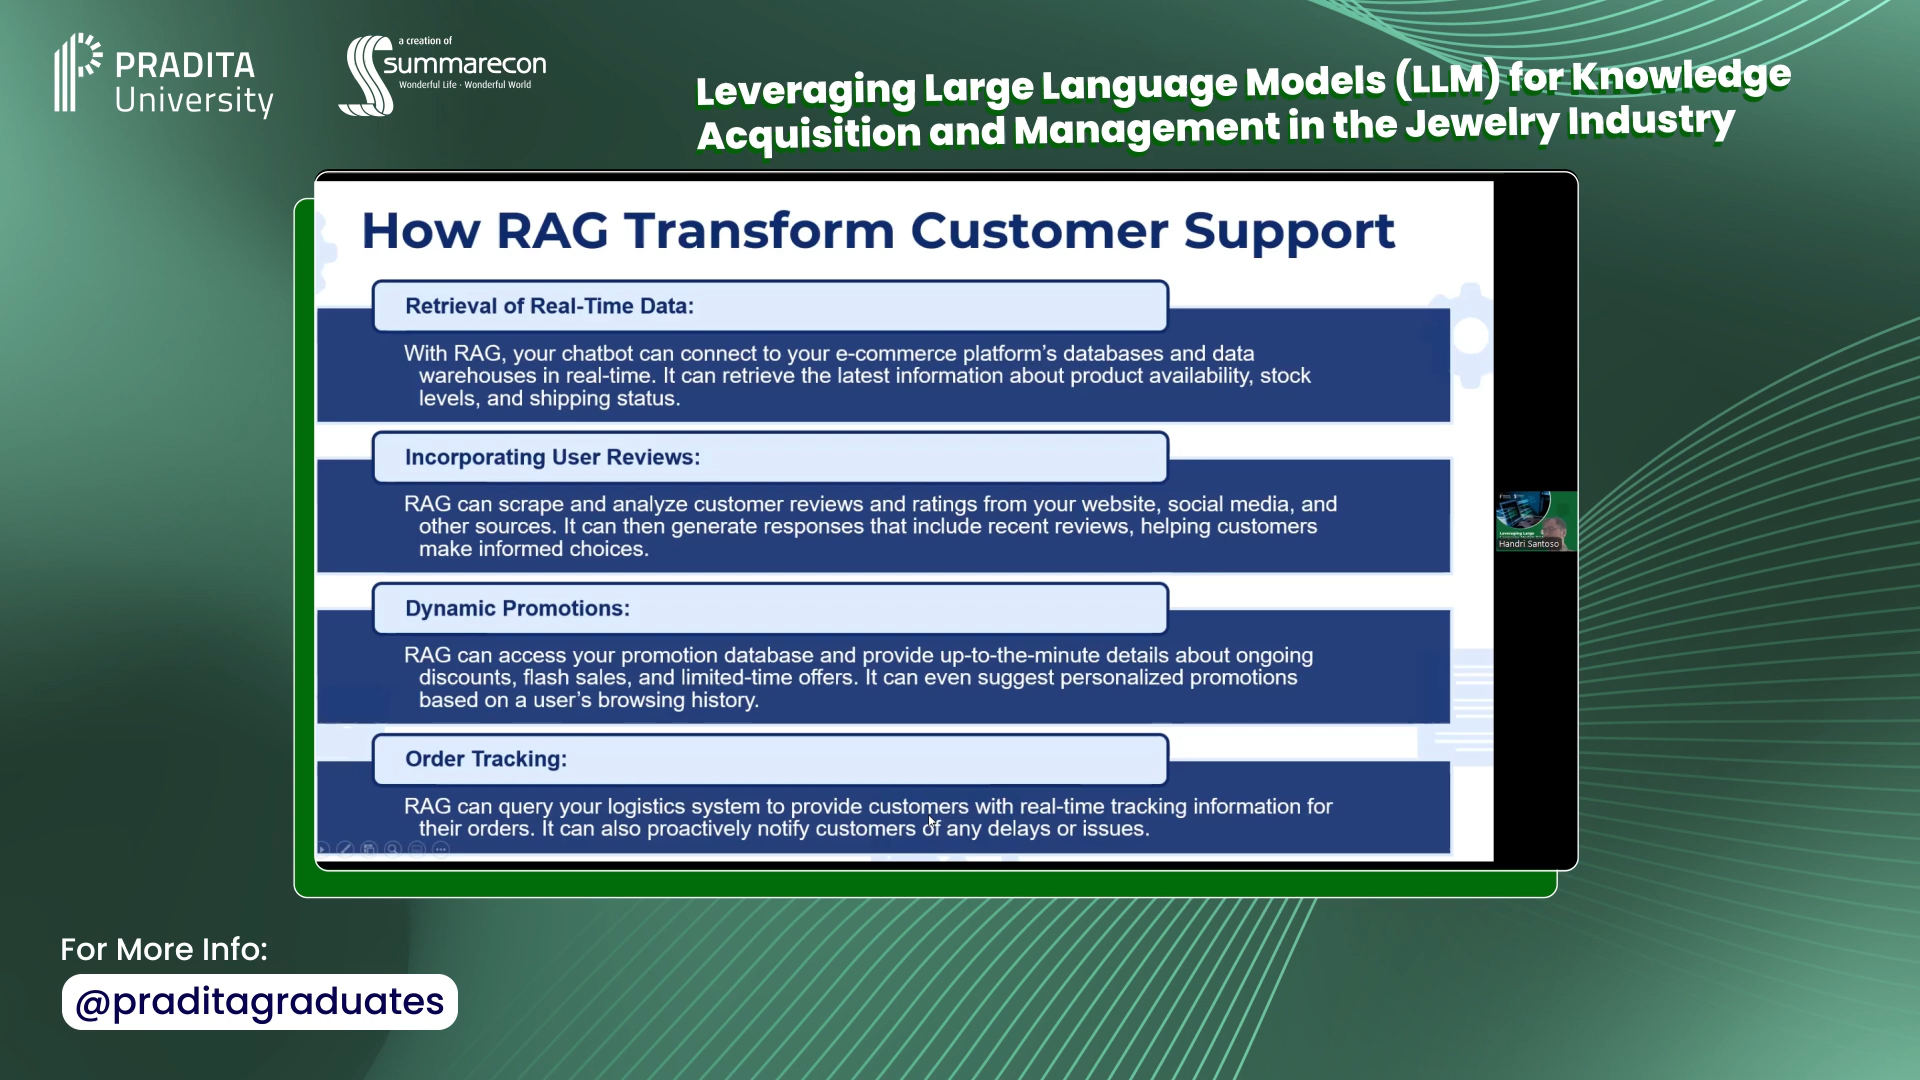 PRADITA
University
a creation of
summarecon
Wonderful Life · Wonderful World
Leveraging Large Language Models (LLM) for Knowledge
Acquisition and Management in the Jewelry Industry
How RAG Transform Customer Support
Retrieval of Real-Time Data:
With RAG, your chatbot can connect to your e-commerce platform’s databases and data
warehouses in real-time. It can retrieve the latest information about product availability, stock
levels, and shipping status.
Incorporating User Reviews:
RAG can scrape and analyze customer reviews and ratings from your website, social media, and
other sources. It can then generate responses that include recent reviews, helping customers
make informed choices.
Dynamic Promotions:
RAG can access your promotion database and provide up-to-the-minute details about ongoing
discounts, flash sales, and limited-time offers. It can even suggest personalized promotions
based on a user’s browsing history.
Order Tracking:
RAG can query your logistics system to provide customers with real-time tracking information for
their orders. It can also proactively notify customers of any delays or issues.
Handri Santoso
For More Info:
@praditagraduates